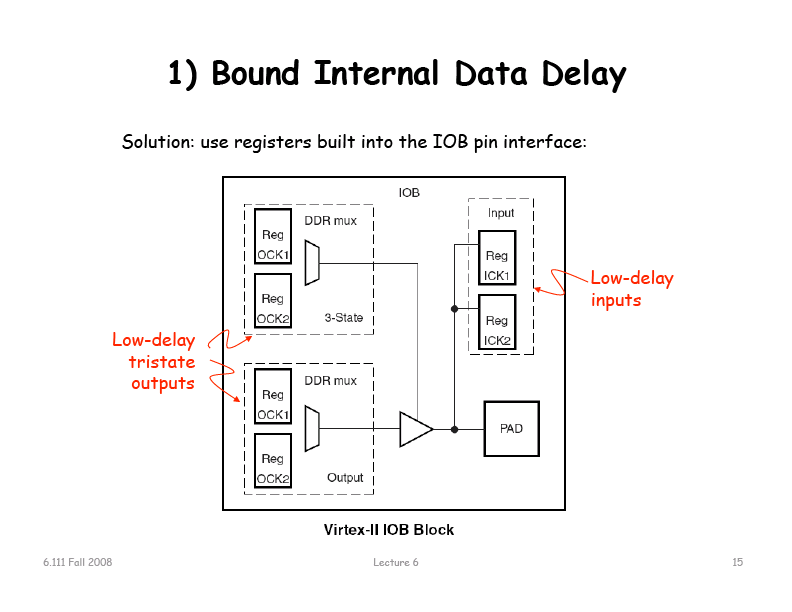 1) Bound Internal Data Delay
Solution: use registers built into the IOB pin interface:
IOB
Reg
OCK1
DDR mux
Reg
OCK2
3-State
Input
Reg
ICK1
Reg
ICK2
Low-delay
inputs
Low-delay
tristate
outputs
Reg
OCK1
DDR mux
Reg
OCK2
Output
PAD
Virtex-II IOB Block
6.111 Fall 2008
Lecture 6
15